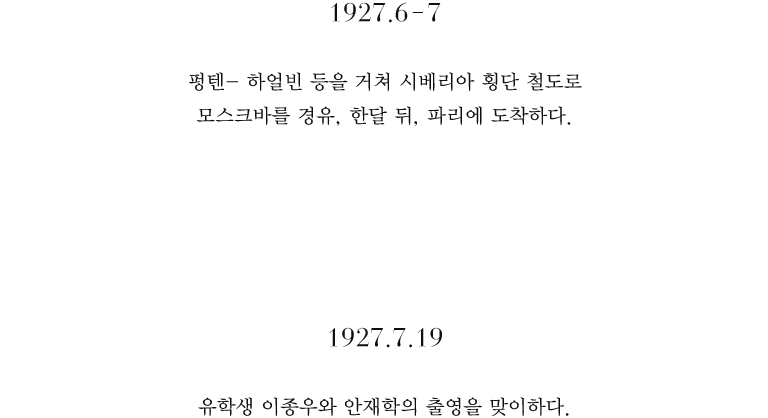 1927.6-7
펑텐- 하얼빈 등을 거쳐 시베리아 횡단 철도로
모스크바를 경유, 한달 뒤, 파리에 도착하다.
1927.7.19
유학생 이종우와 안재학의 출영을 맞이하다.